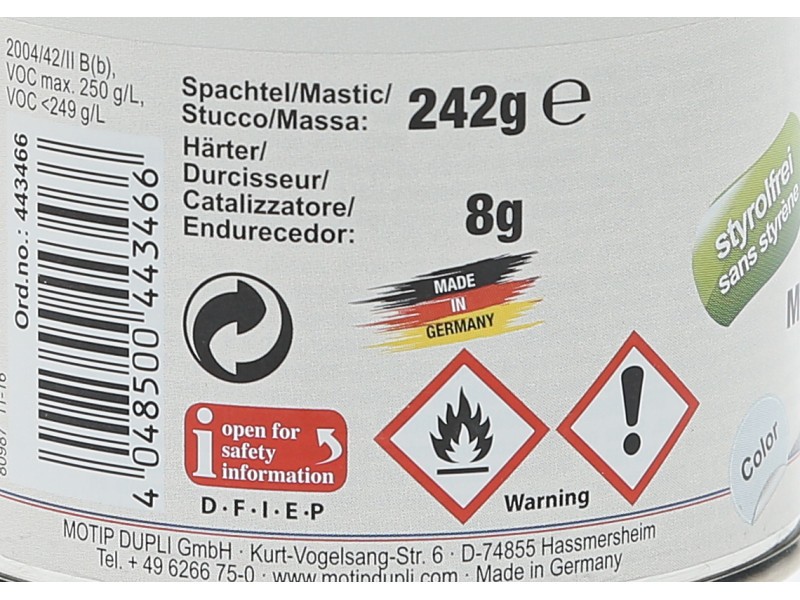 2004/42/II B(b),
VOC max. 250 g/L,
VOC <249 g/L
Ord.no.: 443466
4 048500 443466
Spachtel/Mastic/
Stucco/Massa: 242g e
Härter/
Durcisseur/
Catalizzatore/
Endurecedor: 8g
MADE
IN
GERMANY
styrolfrei
sans styrène
i open for
safety
information
D·F·I·E·P
Warning
Color
MOTIP DUPLI GmbH · Kurt-Vogelsang-Str. 6 · D-74855 Hassmersheim
Tel. + 49 6266 75-0 · www.motipdupli.com · Made in Germany